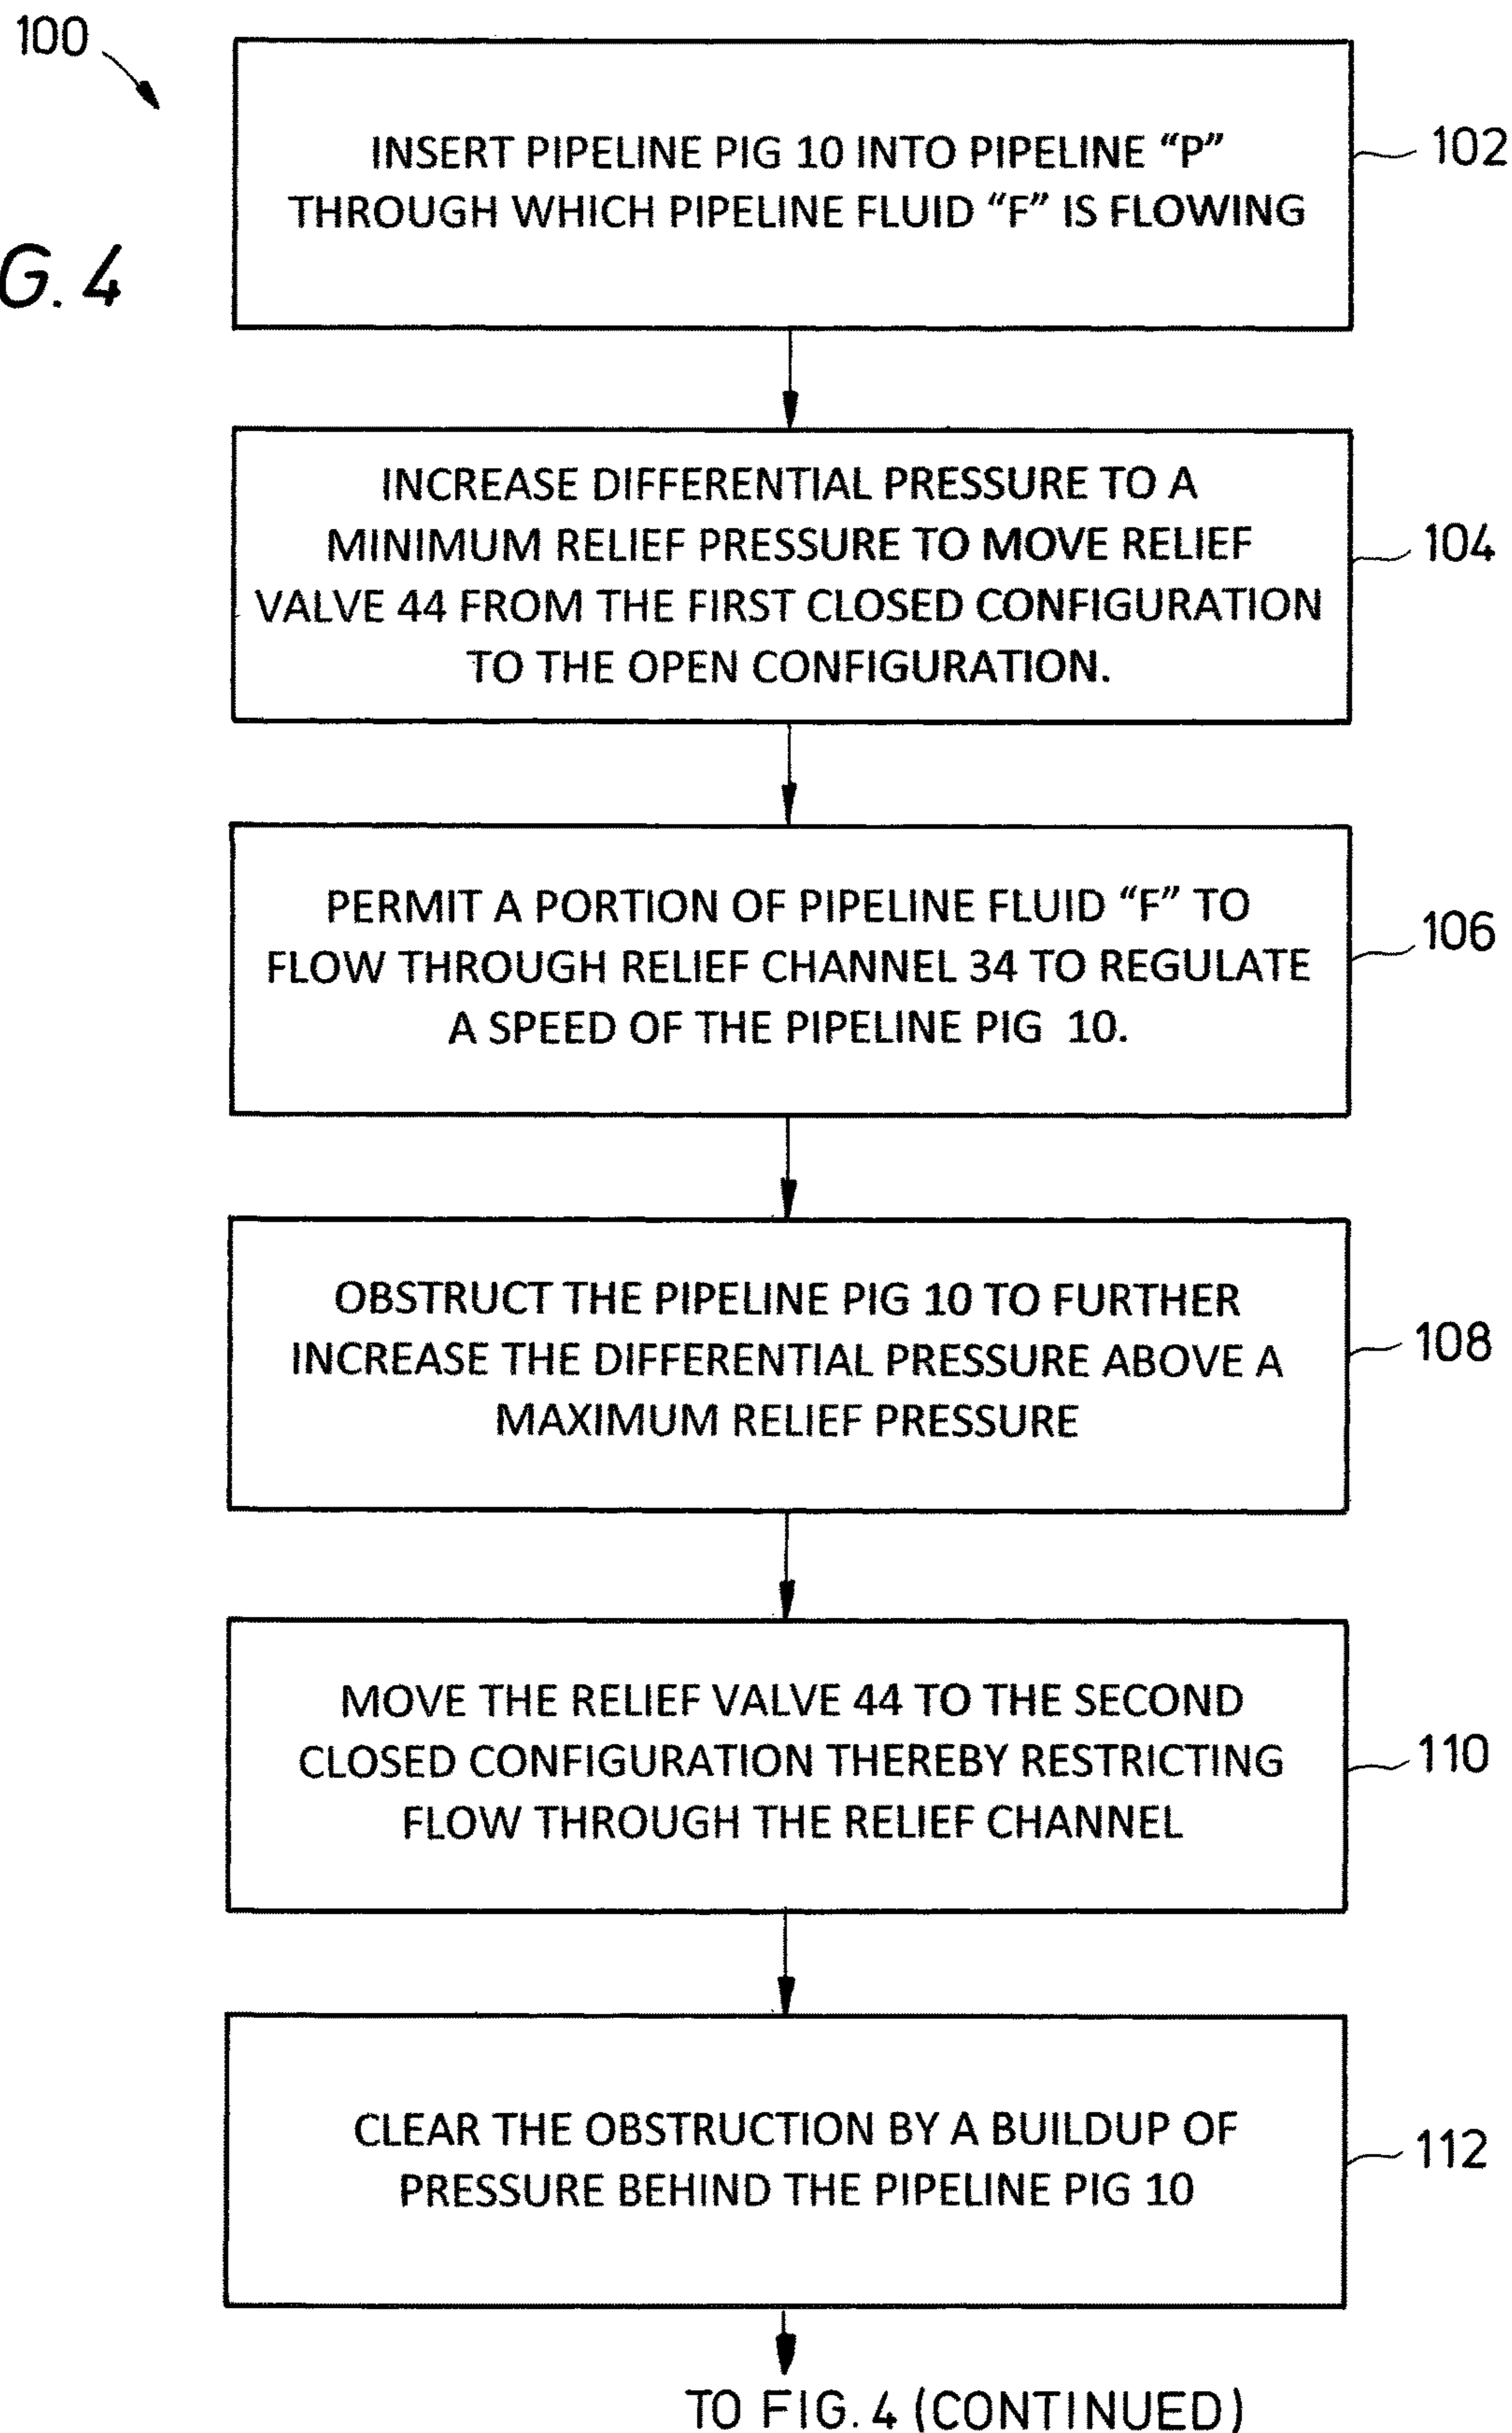 100
INSERT PIPELINE PIG 10 INTO PIPELINE “P”
THROUGH WHICH PIPELINE FLUID “F” IS FLOWING
102
G. 4
INCREASE DIFFERENTIAL PRESSURE TO A
MINIMUM RELIEF PRESSURE TO MOVE RELIEF
VALVE 44 FROM THE FIRST CLOSED CONFIGURATION
TO THE OPEN CONFIGURATION.
104
PERMIT A PORTION OF PIPELINE FLUID “F” TO
FLOW THROUGH RELIEF CHANNEL 34 TO REGULATE
A SPEED OF THE PIPELINE PIG 10.
106
OBSTRUCT THE PIPELINE PIG 10 TO FURTHER
INCREASE THE DIFFERENTIAL PRESSURE ABOVE A
MAXIMUM RELIEF PRESSURE
108
MOVE THE RELIEF VALVE 44 TO THE SECOND
CLOSED CONFIGURATION THEREBY RESTRICTING
FLOW THROUGH THE RELIEF CHANNEL
110
CLEAR THE OBSTRUCTION BY A BUILDUP OF
PRESSURE BEHIND THE PIPELINE PIG 10
112
TO FIG. 4 (CONTINUED)